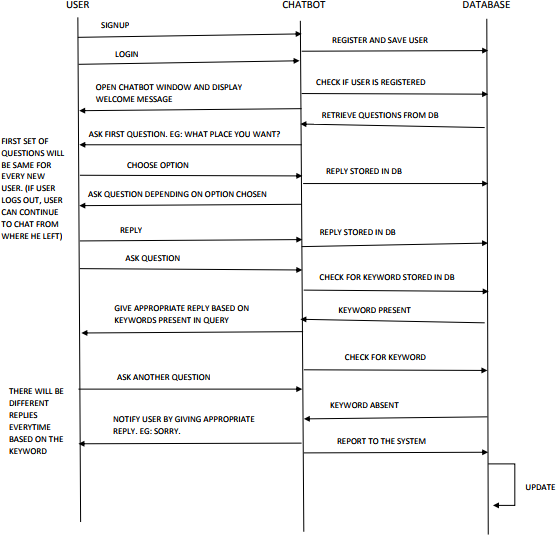 USER
CHATBOT
DATABASE
SIGNUP
REGISTER AND SAVE USER
LOGIN
CHECK IF USER IS REGISTERED
OPEN CHATBOT WINDOW AND DISPLAY
WELCOME MESSAGE
RETRIEVE QUESTIONS FROM DB
ASK FIRST QUESTION. EG: WHAT PLACE YOU WANT?
FIRST SET OF
QUESTIONS WILL
BE SAME FOR
EVERY NEW
USER. (IF USER
LOGS OUT, USER
CAN CONTINUE
TO CHAT FROM
WHERE HE LEFT)
CHOOSE OPTION
REPLY STORED IN DB
ASK QUESTION DEPENDING ON OPTION CHOSEN
REPLY
REPLY STORED IN DB
ASK QUESTION
CHECK FOR KEYWORD STORED IN DB
GIVE APPROPRIATE REPLY BASED ON
KEYWORDS PRESENT IN QUERY
KEYWORD PRESENT
CHECK FOR KEYWORD
ASK ANOTHER QUESTION
THERE WILL BE
DIFFERENT
REPLIES
EVERYTIME
BASED ON THE
KEYWORD
KEYWORD ABSENT
NOTIFY USER BY GIVING APPROPRIATE
REPLY. EG: SORRY.
REPORT TO THE SYSTEM
UPDATE